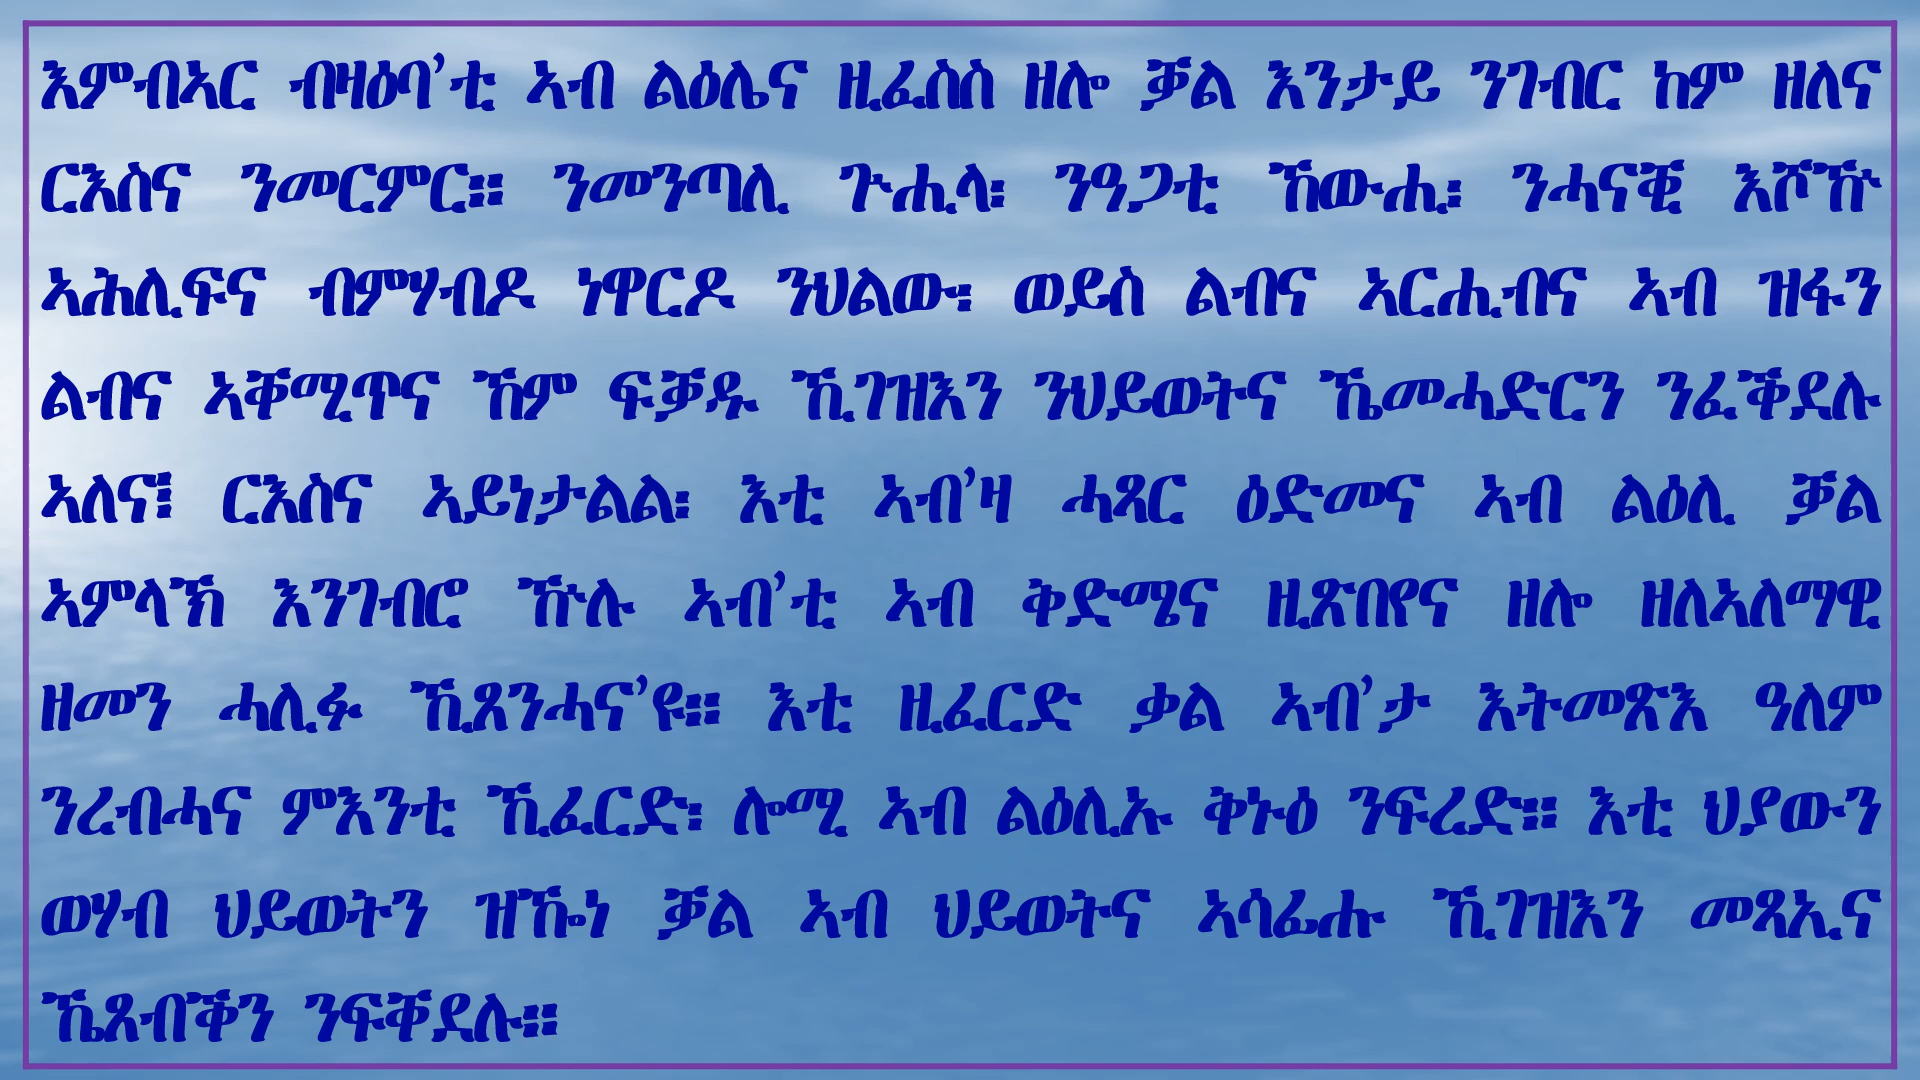 እምብኣር ብዛዕባ’ቲ ኣብ ልዕሌና ዚፈስስ ዘሎ ቓል እንታይ ንገብር ከም ዘለና
ርእስና ንመርምር። ንመንጣሊ ጕሒላ፡ ንዓጋቲ ኸውሒ፡ ንሓናቒ እሾኹ
ኣሕሊፍና ብምሃብዶ ነዋርዶ ንህልው፡ ወይስ ልብና ኣርሒብና ኣብ ዝፋን
ልብና ኣቐሚጥና ኸም ፍቓዱ ኺገዝእን ንህይወትና ኼመሓድርን ንፈቕደሉ
ኣለና፧ ርእስና ኣይነታልል፡ እቲ ኣብ’ዛ ሓጻር ዕድመና ኣብ ልዕሊ ቓል
ኣምላኽ እንገብሮ ኹሉ ኣብ’ቲ ኣብ ቅድሜና ዚጽበየና ዘሎ ዘለኣለማዊ
ዘመን ሓሊፉ ኺጸንሓና’ዩ። እቲ ዚፈርድ ቃል ኣብ’ታ እትመጽእ ዓለም
ንረብሓና ምእንቲ ኺፈርድ፡ ሎሚ ኣብ ልዕሊኡ ቅኑዕ ንፍረድ። እቲ ህያውን
ወሃብ ህይወትን ዝዀነ ቓል ኣብ ህይወትና ኣሳፊሑ ኺገዝእን መጻኢና
ኼጸብቕን ንፍቐደሉ።